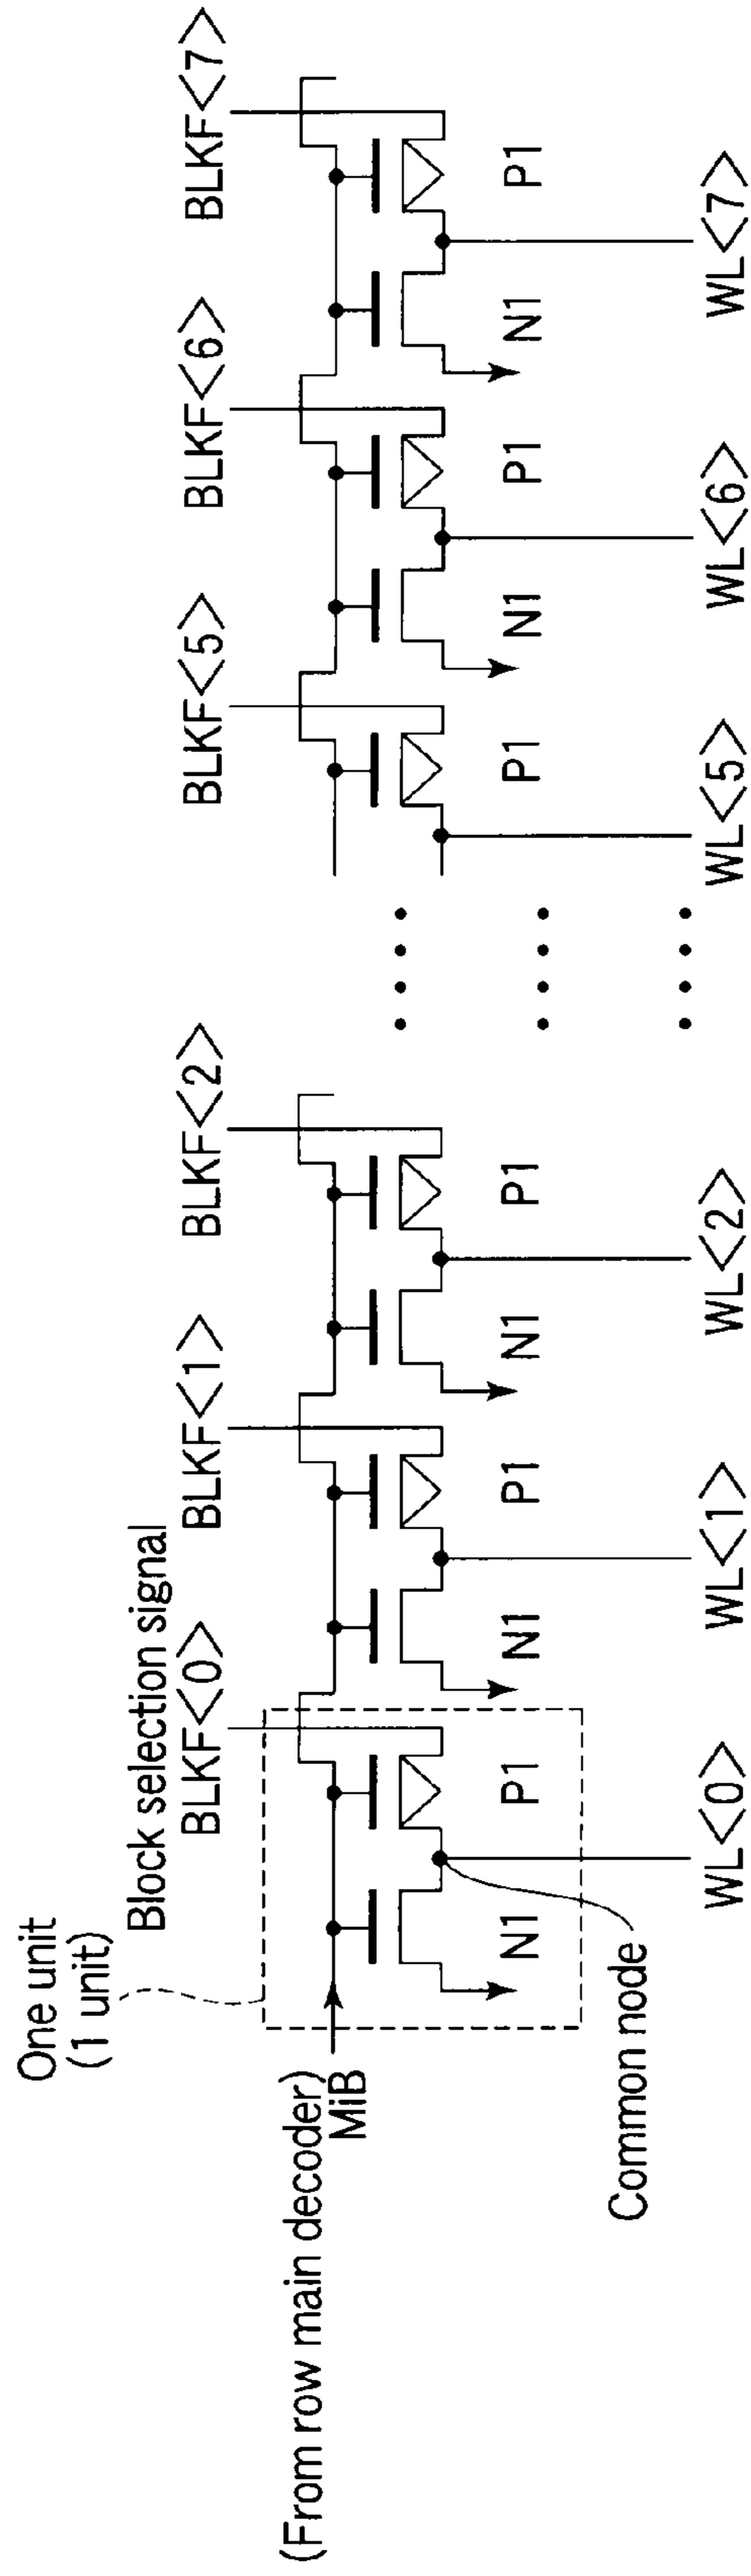 One unit
(1 unit)
Block selection signal
BLKF<0>
BLKF<1>
BLKF<2>
BLKF<5>
BLKF<6>
BLKF<7>
(From row main decoder)
MiB
N1
P1
N1
P1
N1
P1
P1
N1
P1
N1
P1
Common node
WL<0>
WL<1>
WL<2>
WL<5>
WL<6>
WL<7>